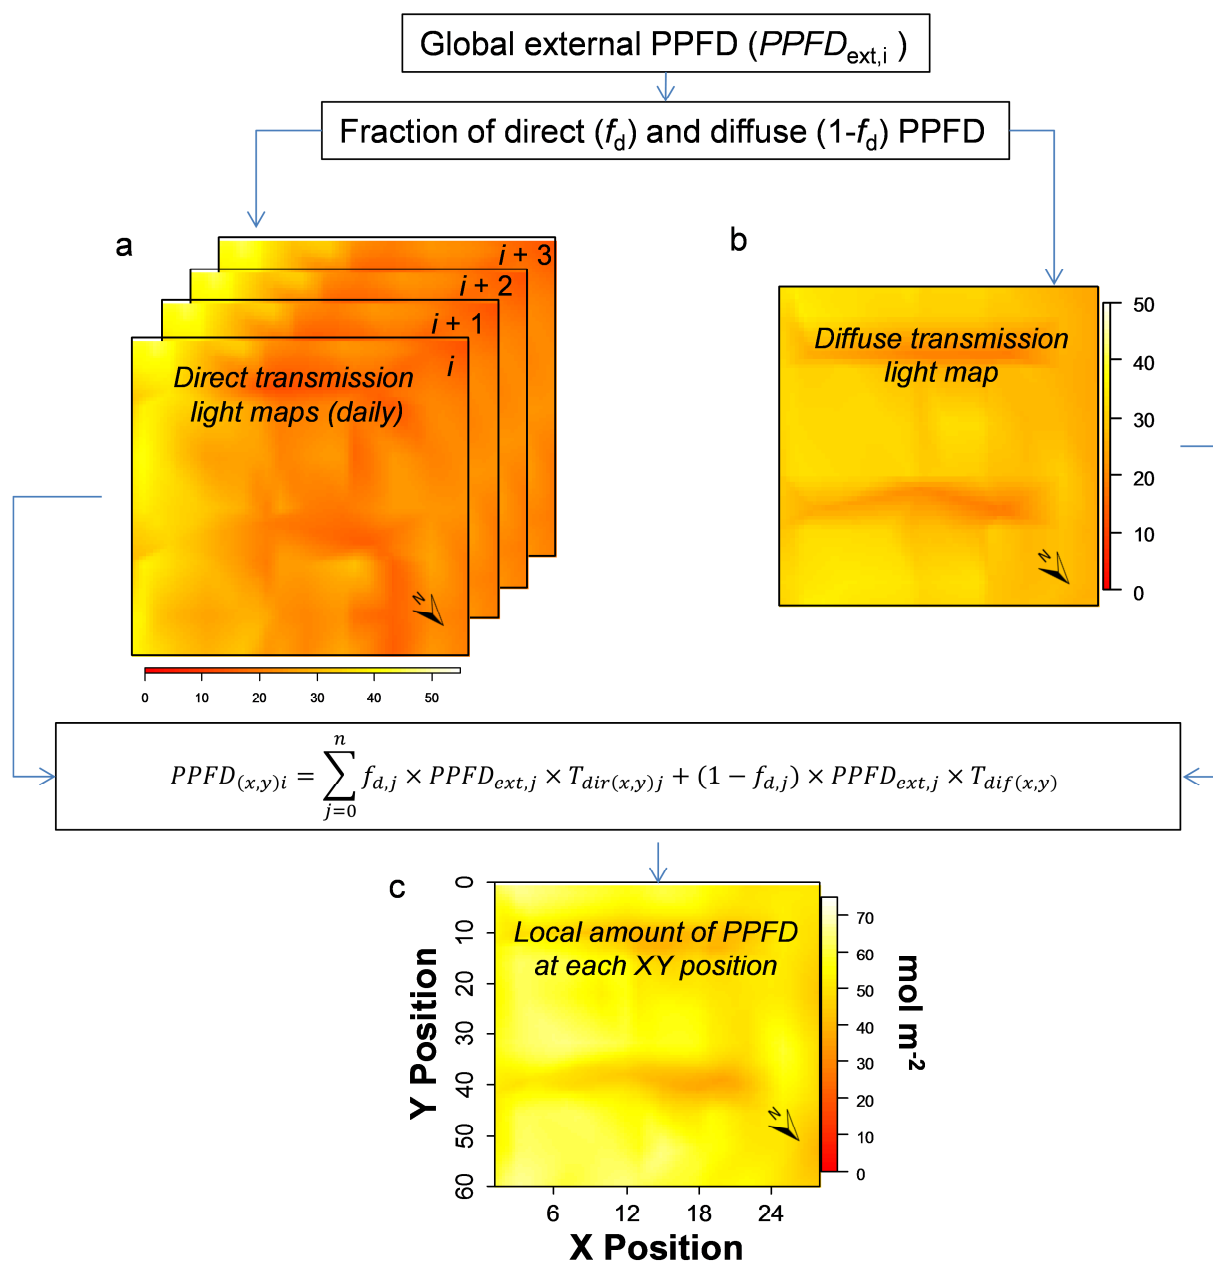 Global external PPFD (PPFDext,i )
Fraction of direct (fd) and diffuse (1-fd) PPFD
a
i + 3
i + 2
i + 1
i
Direct transmission
light maps (daily)
N
0 10 20 30 40 50
b
Diffuse transmission
light map
N
50
40
30
20
10
0
PPFD(x,y)i = ∑ n j=0 fd,j × PPFDext,j × Tdir(x,y)j + (1 − fd,j) × PPFDext,j × Tdif(x,y)
c
Local amount of PPFD
at each XY position
N
Y Position
0
10
20
30
40
50
60
6 12 18 24
X Position
70
60
50
40
30
20
10
0
mol m-2